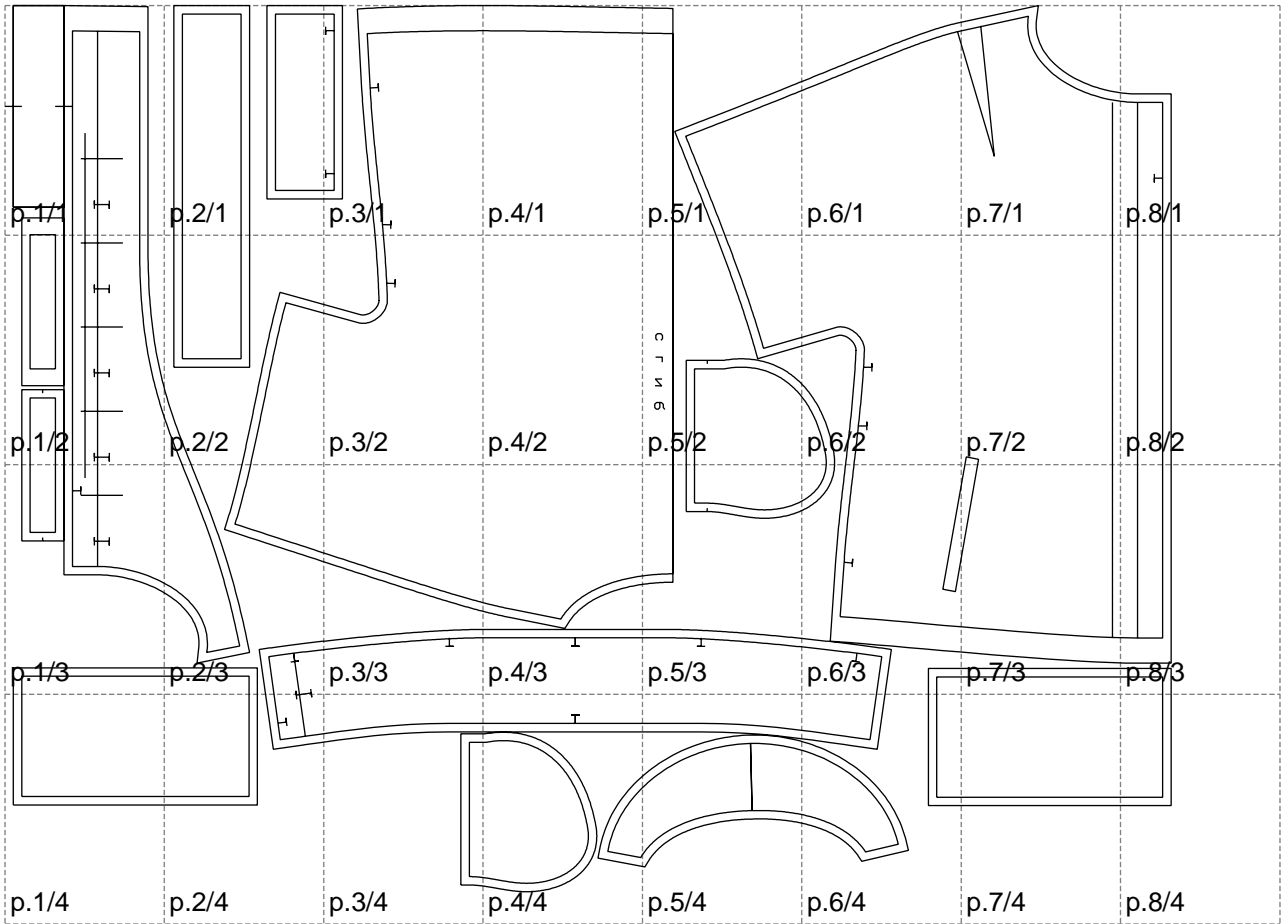 p.1/1 p.2/1 p.3/1 p.4/1 p.5/1 p.6/1 p.7/1 p.8/1
сгиб
p.1/2 p.2/2 p.3/2 p.4/2 p.5/2 p.6/2 p.7/2 p.8/2
p.1/3 p.2/3 p.3/3 p.4/3 p.5/3 p.6/3 p.7/3 p.8/3
p.1/4 p.2/4 p.3/4 p.4/4 p.5/4 p.6/4 p.7/4 p.8/4